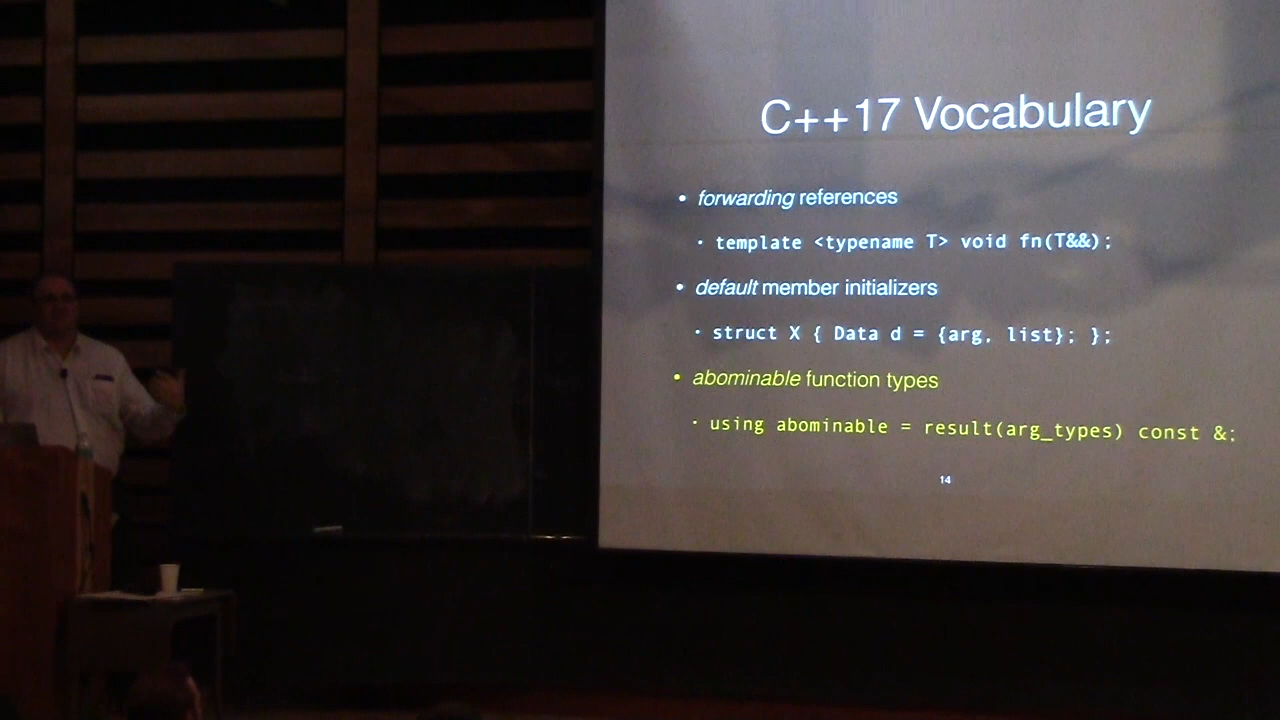 C++17 Vocabulary
• forwarding references
• template <typename T> void fn(T&&);
• default member initializers
• struct X { Data d = {arg, list}; };
• abominable function types
• using abominable = result(arg_types) const &;
14